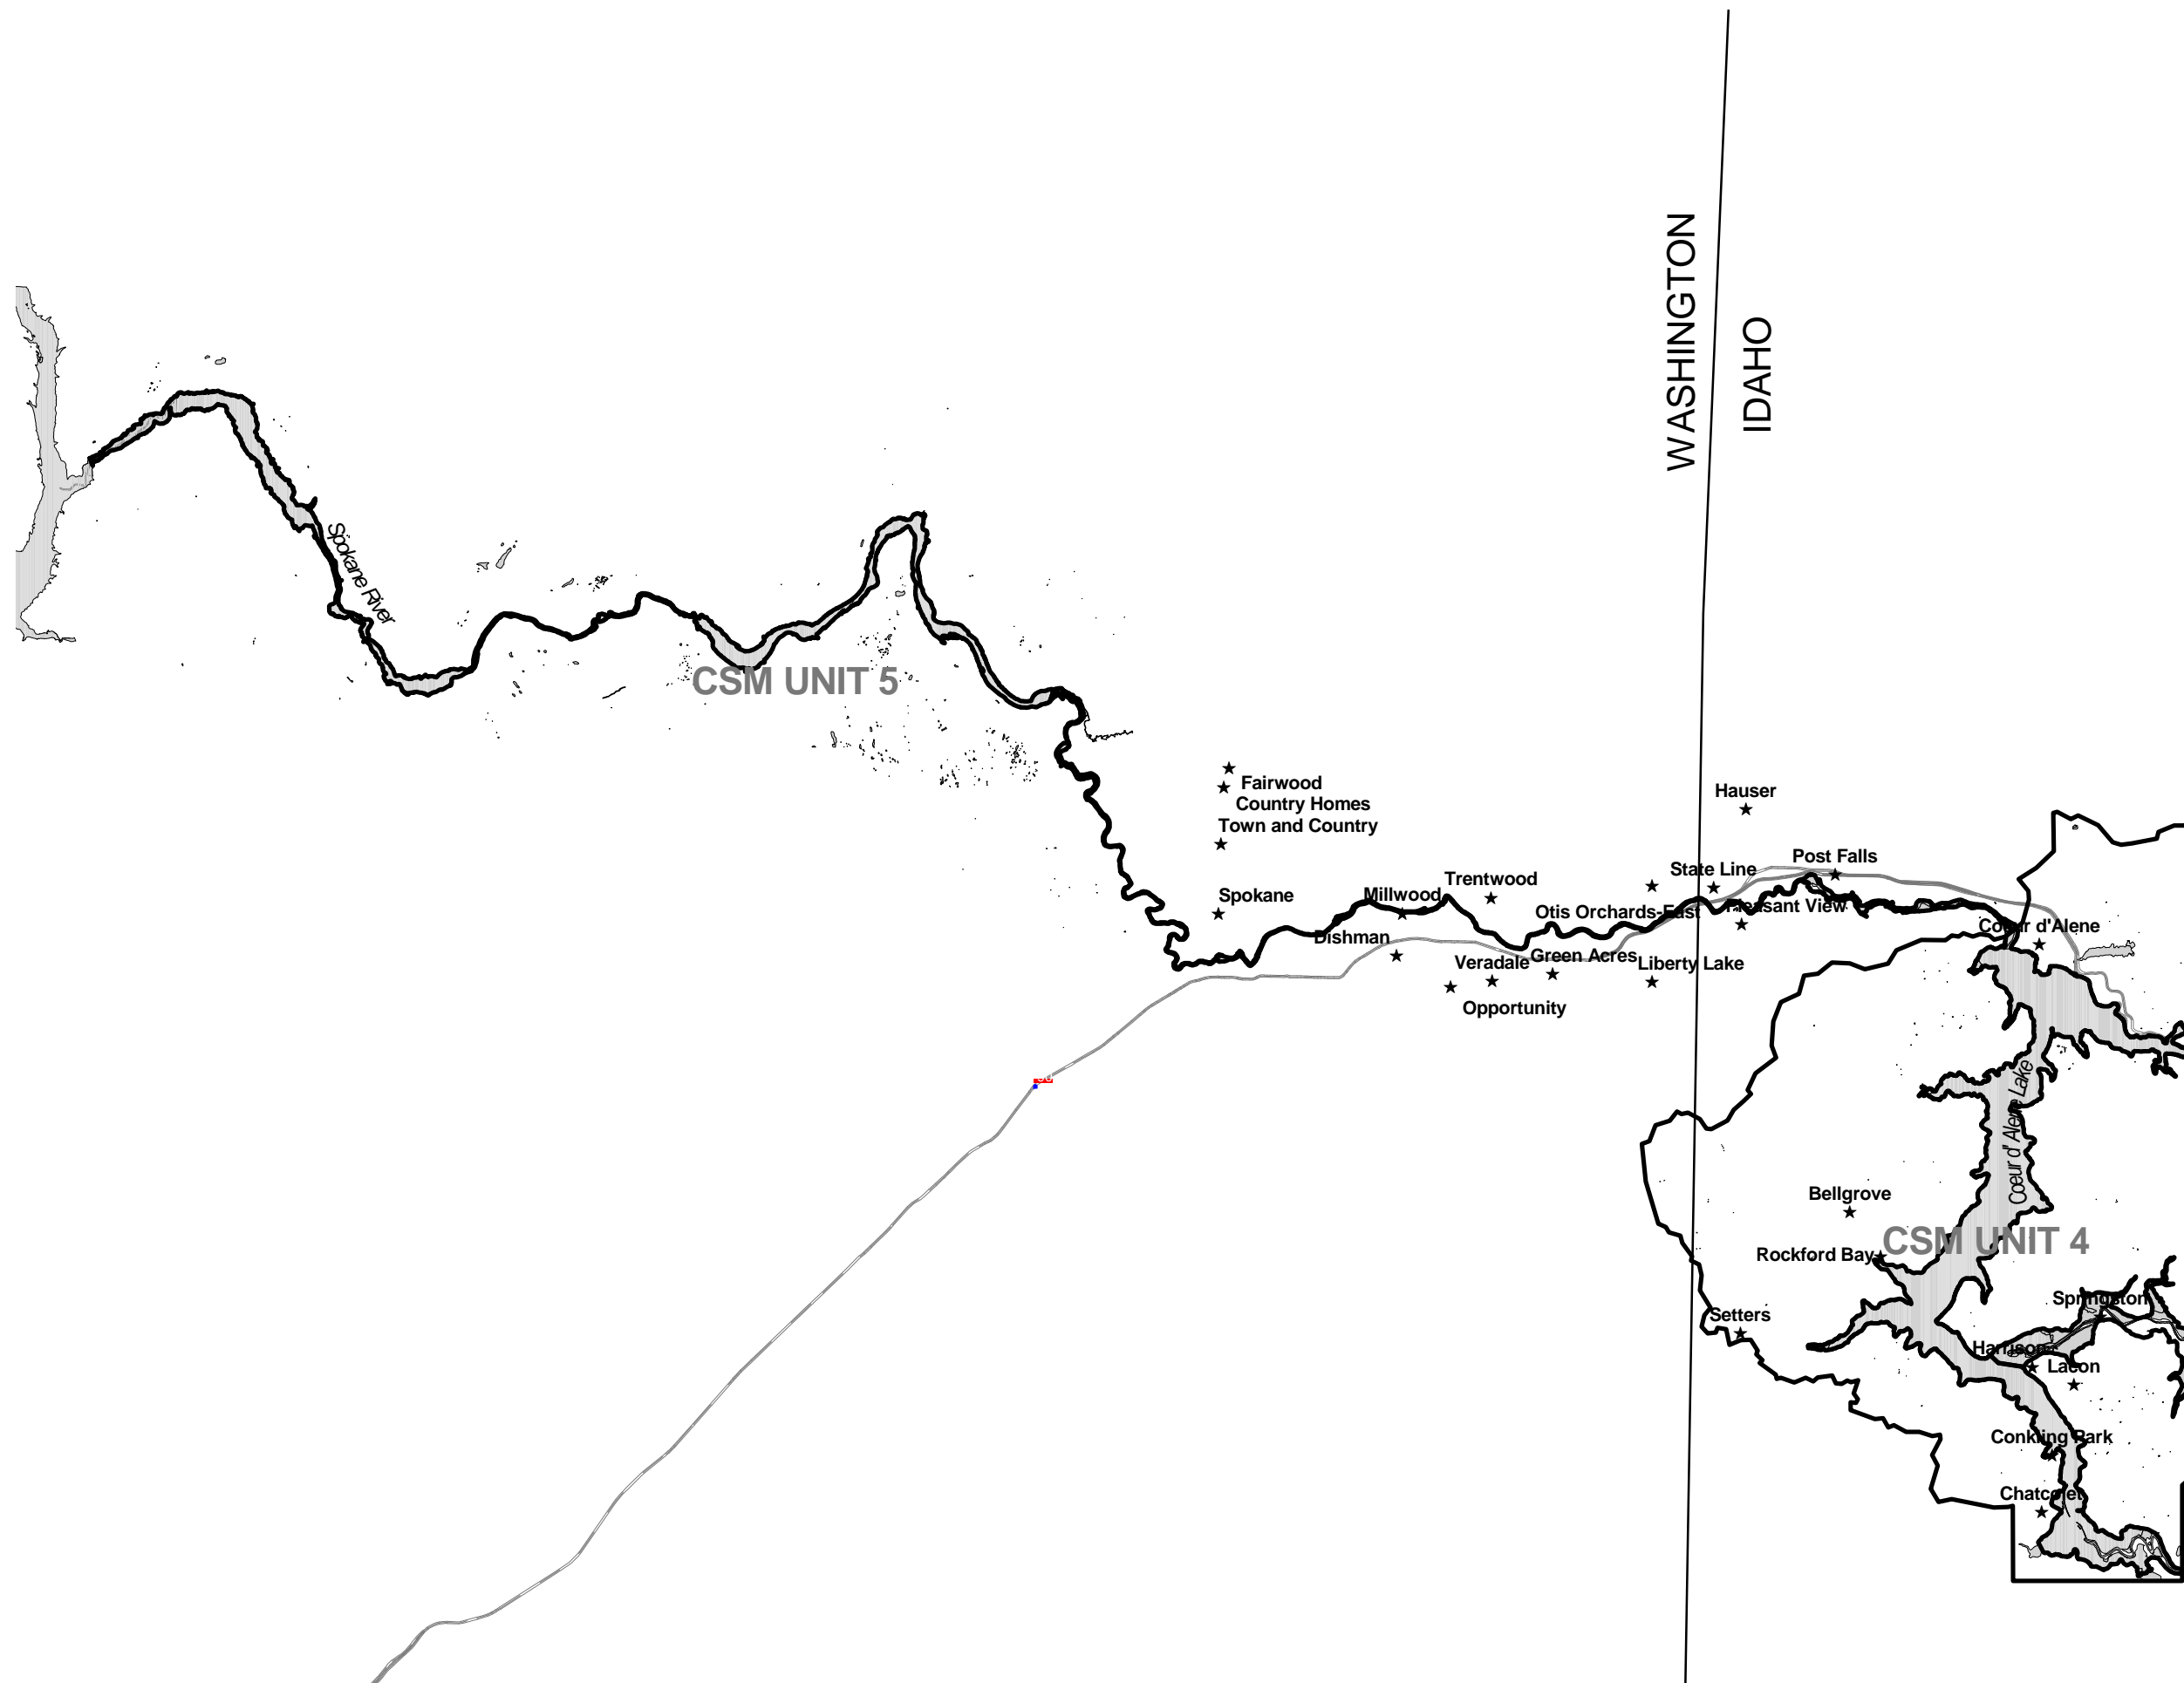 WASHINGTON
IDAHO
Spokane River
CSM UNIT 5
Fairwood
Country Homes
Town and Country
Hauser
Spokane
Millwood
Trentwood
State Line
Post Falls
Otis Orchards-East
Pleasant View
Dishman
Coeur d'Alene
Veradale
Green Acres
Liberty Lake
Opportunity
Coeur d' Alene Lake
Bellgrove
CSM UNIT 4
Rockford Bay
Springston
Setters
Harrison
Lacon
Conkling Park
Chatcolet